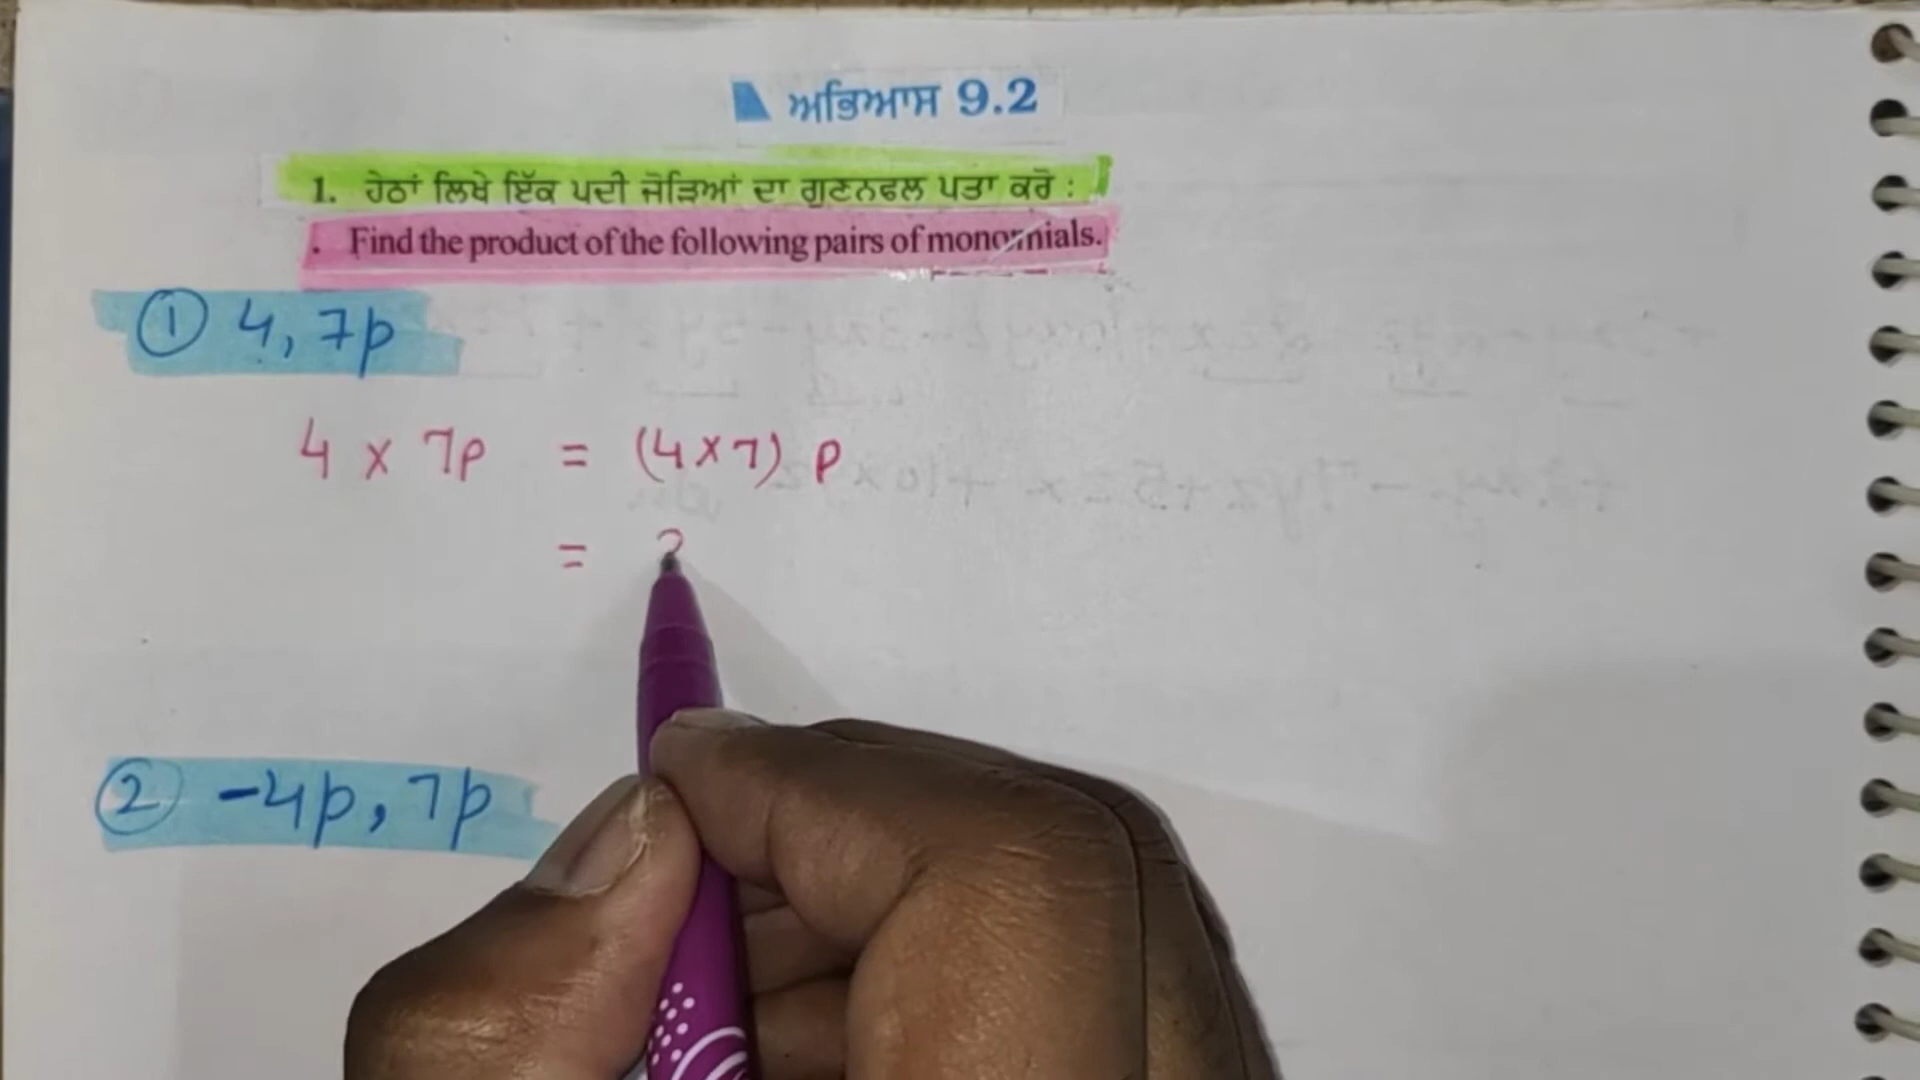 ਅਭਿਆਸ 9.2
1. ਹੇਠਾਂ ਲਿਖੇ ਇੱਕ ਪਦੀ ਜੋੜਿਆਂ ਦਾ ਗੁਣਨਫਲ ਪਤਾ ਕਰੋ :
. Find the product of the following pairs of monomials.
① 4, 7p
4 × 7p = (4×7) p
= 2
② -4p, 7p